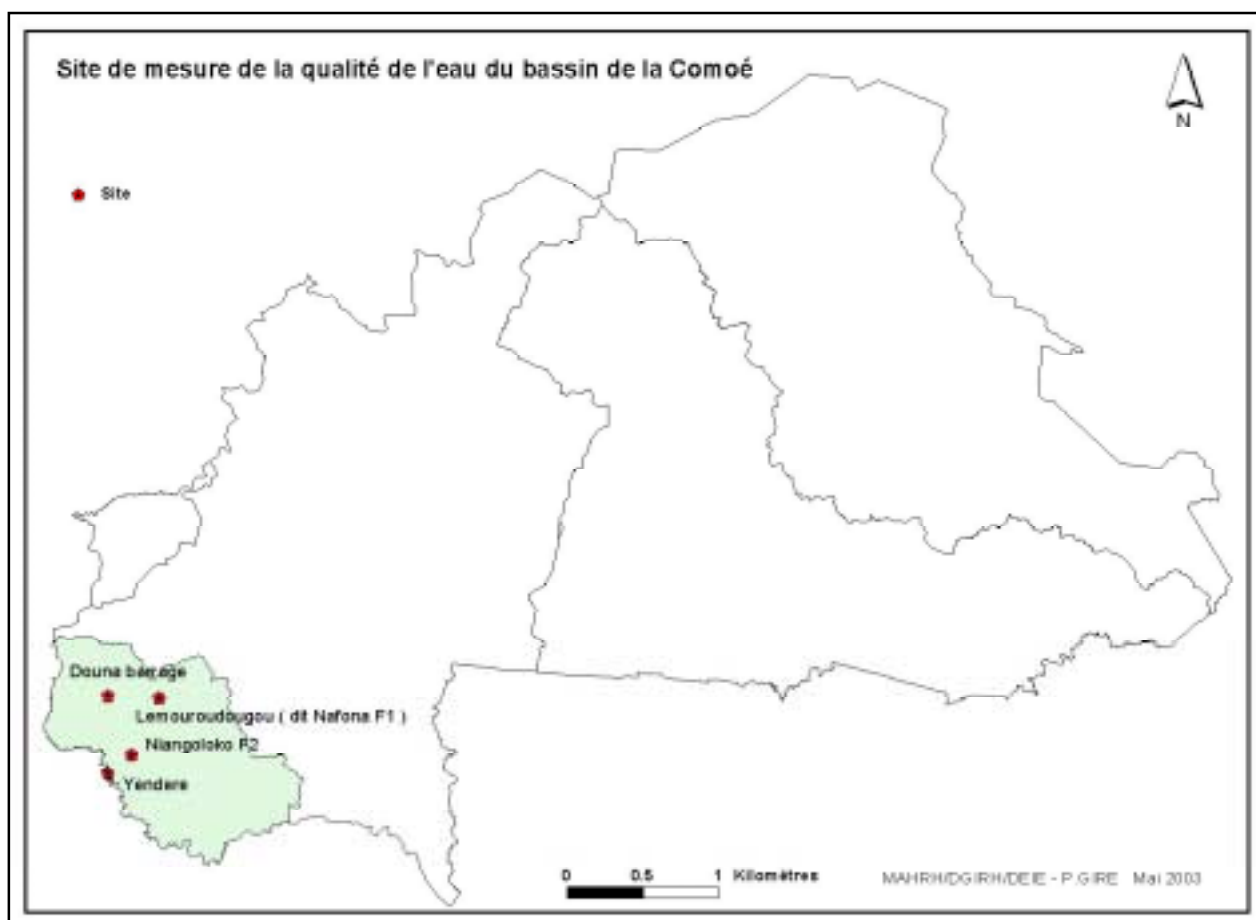 Site de mesure de la qualité de l'eau du bassin de la Comoé
N
Site
Douna barrage
Lemouroudougou ( dit Nafona F1 )
Niangoloko F2
Yendere
0 0.5 1 Kilomètres
MAHRH/DGIRH/DEIE - P.GIRE Mai 2003